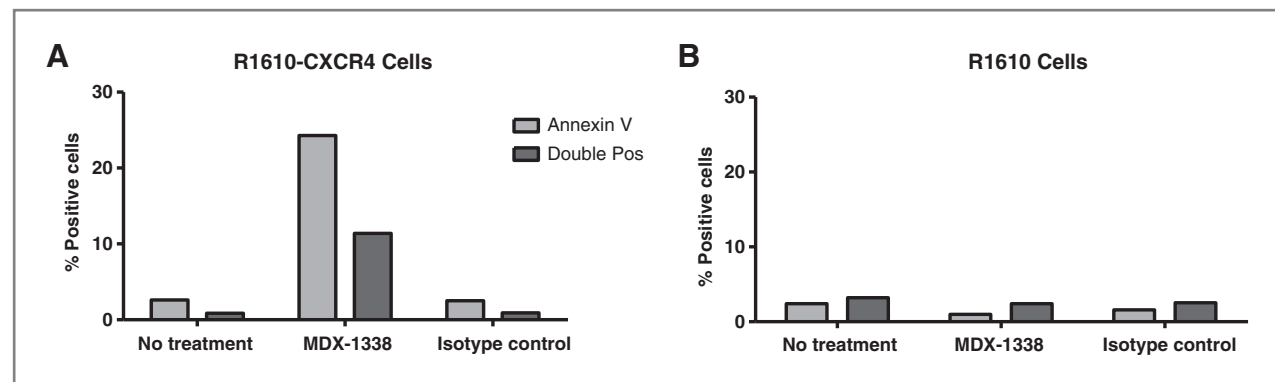 A
R1610-CXCR4 Cells
% Positive cells
30
20
10
0
No treatment
MDX-1338
Isotype control
Annexin V
Double Pos
B
R1610 Cells
% Positive cells
30
20
10
0
No treatment
MDX-1338
Isotype control